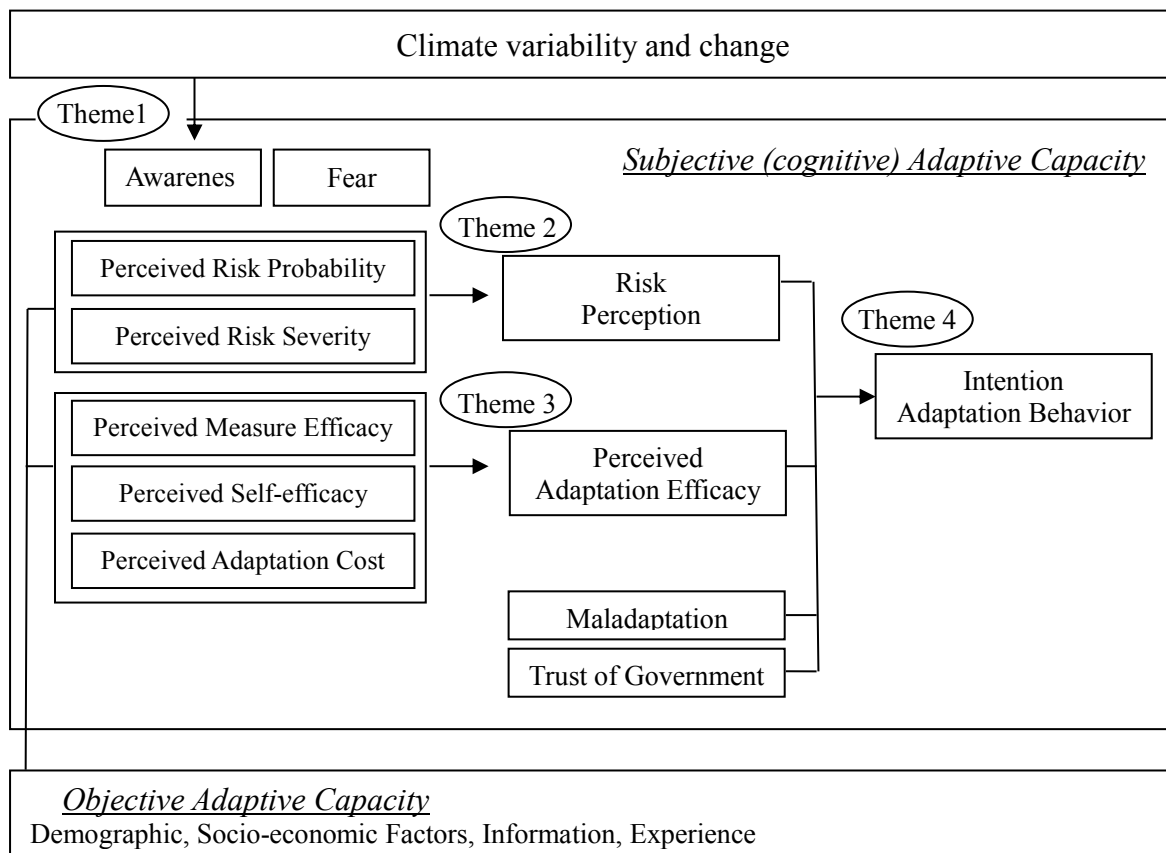 Climate variability and change
Theme1
Subjective (cognitive) Adaptive Capacity
Awarenes
Fear
Theme 2
Perceived Risk Probability
Perceived Risk Severity
Risk
Perception
Theme 4
Intention
Adaptation Behavior
Theme 3
Perceived Measure Efficacy
Perceived Self-efficacy
Perceived Adaptation Cost
Perceived
Adaptation Efficacy
Maladaptation
Trust of Government
Objective Adaptive Capacity
Demographic, Socio-economic Factors, Information, Experience